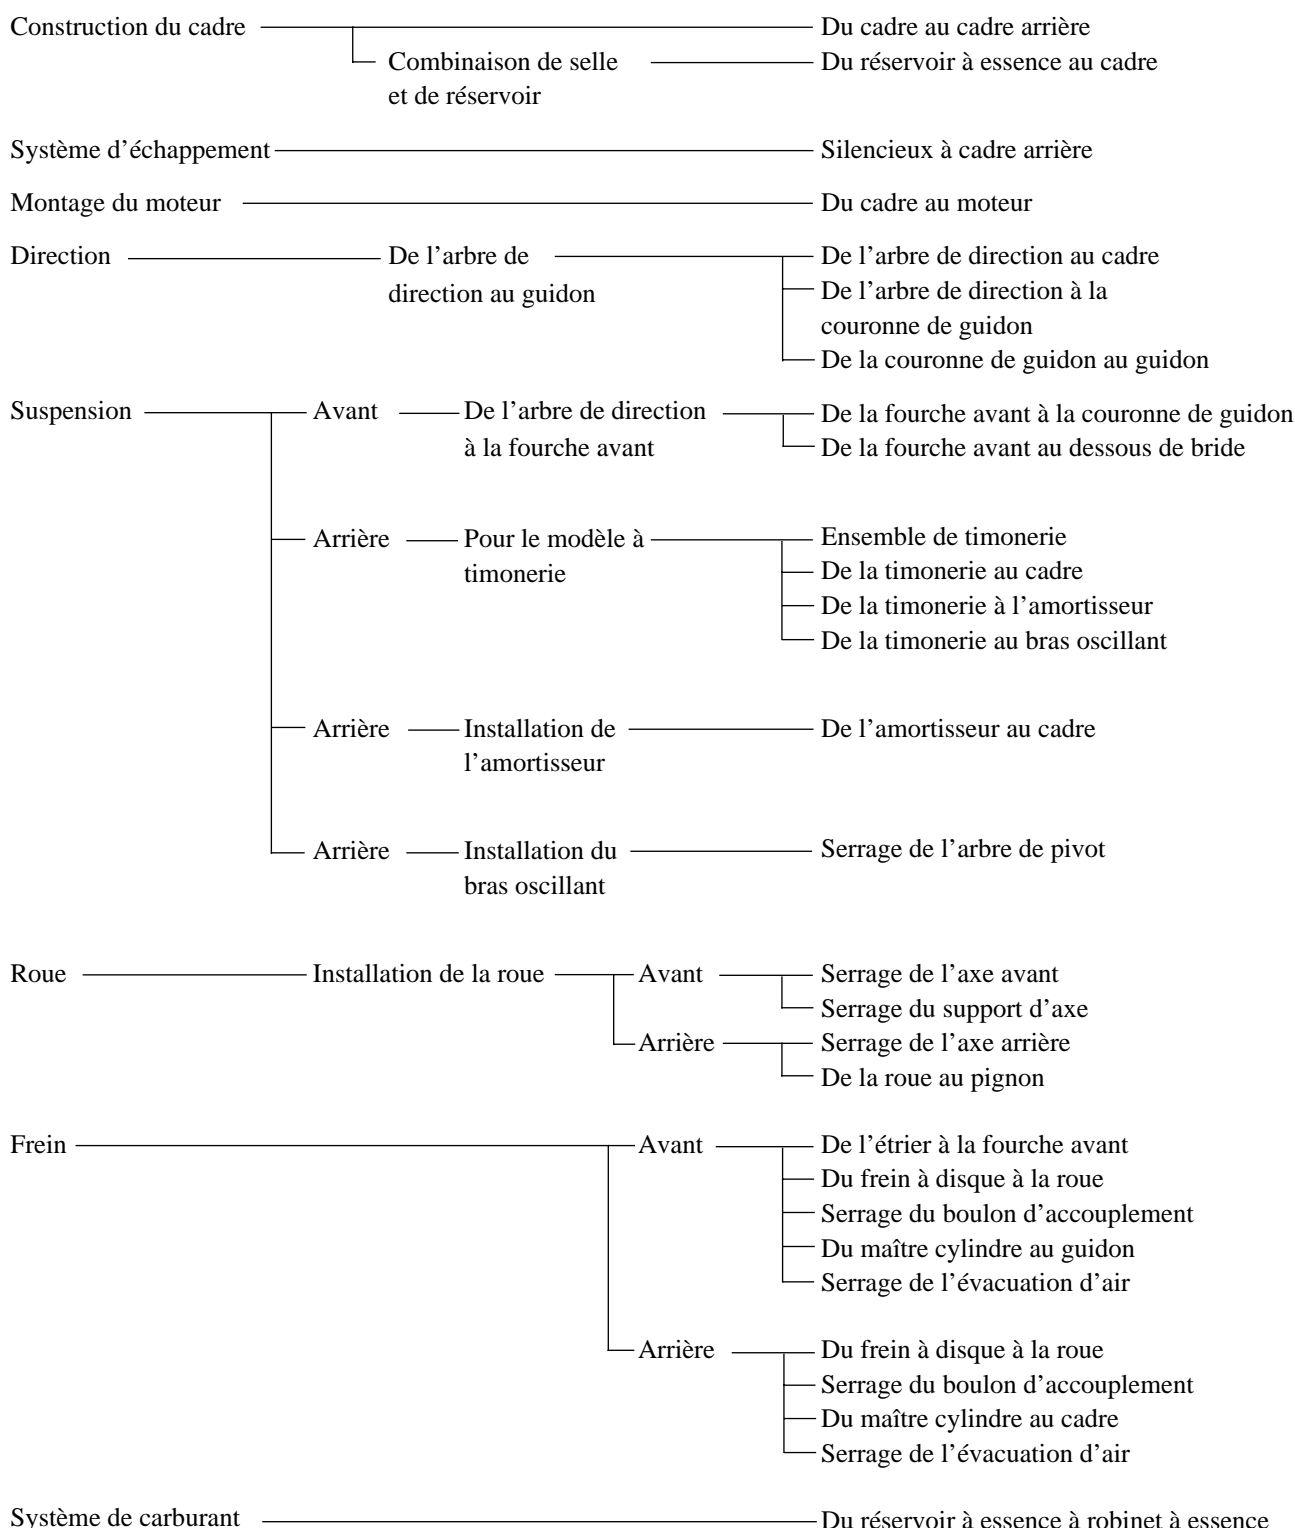 Construction du cadre
Du cadre au cadre arrière
Combinaison de selle
et de réservoir
Du réservoir à essence au cadre
Système d’échappement
Silencieux à cadre arrière
Montage du moteur
Du cadre au moteur
Direction
De l’arbre de
direction au guidon
De l’arbre de direction au cadre
De l’arbre de direction à la
couronne de guidon
De la couronne de guidon au guidon
Suspension
Avant
De l’arbre de direction
à la fourche avant
De la fourche avant à la couronne de guidon
De la fourche avant au dessous de bride
Arrière
Pour le modèle à
timonerie
Ensemble de timonerie
De la timonerie au cadre
De la timonerie à l’amortisseur
De la timonerie au bras oscillant
Arrière
Installation de
l’amortisseur
De l’amortisseur au cadre
Arrière
Installation du
bras oscillant
Serrage de l’arbre de pivot
Roue
Installation de la roue
Avant
Serrage de l’axe avant
Serrage du support d’axe
Arrière
Serrage de l’axe arrière
De la roue au pignon
Frein
Avant
De l’étrier à la fourche avant
Du frein à disque à la roue
Serrage du boulon d’accouplement
Du maître cylindre au guidon
Serrage de l’évacuation d’air
Arrière
Du frein à disque à la roue
Serrage du boulon d’accouplement
Du maître cylindre au cadre
Serrage de l’évacuation d’air
Système de carburant
Du réservoir à essence à robinet à essence